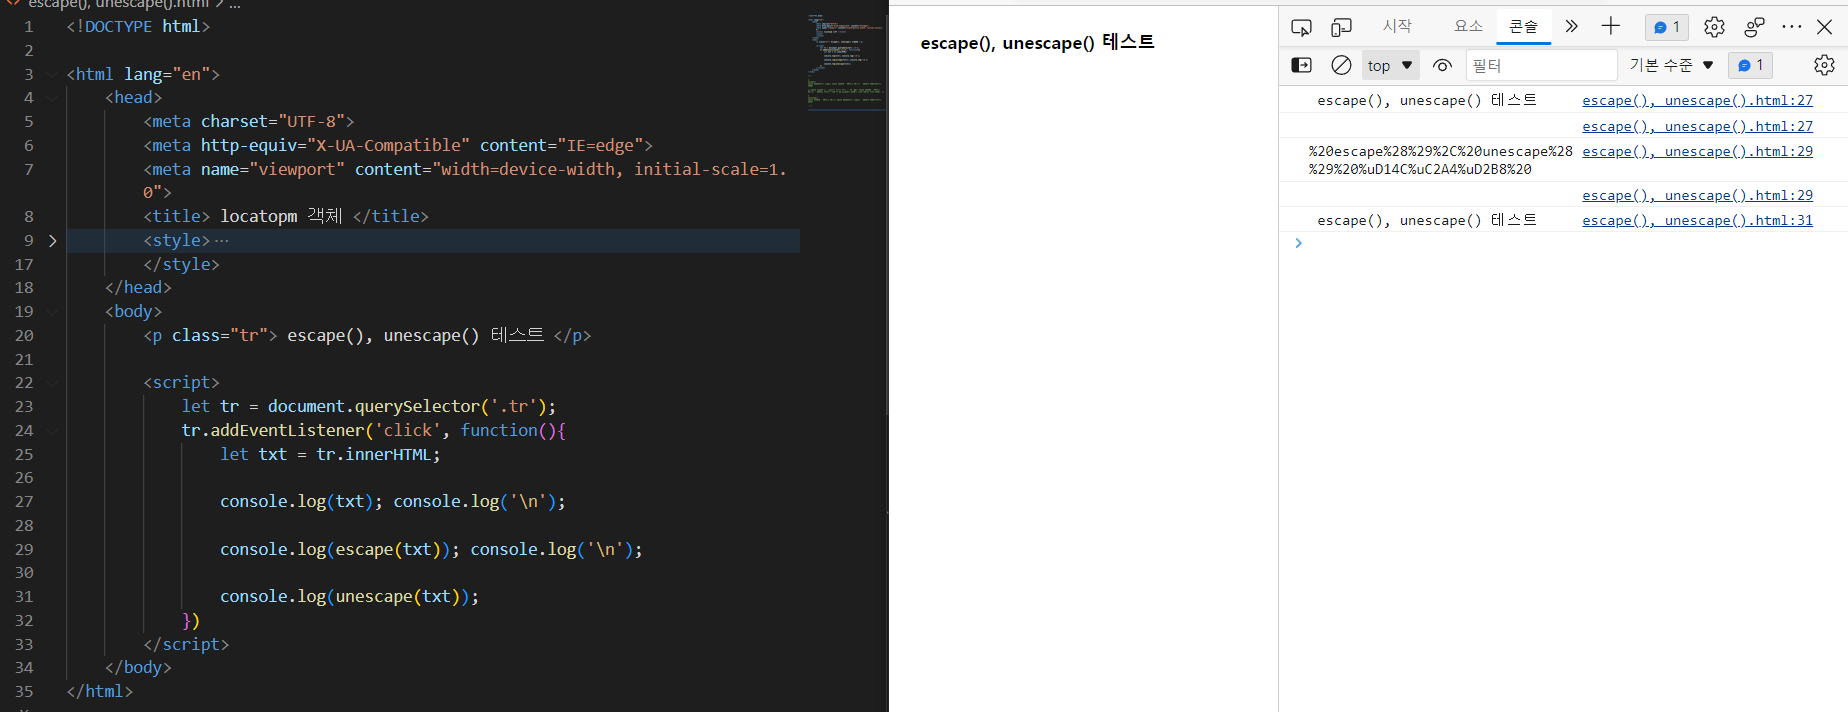 escape(), unescape().html > ...
1 <!DOCTYPE html>
2
3 <html lang="en">
4 <head>
5 <meta charset="UTF-8">
6 <meta http-equiv="X-UA-Compatible" content="IE=edge">
7 <meta name="viewport" content="width=device-width, initial-scale=1.
0">
8 <title> locatopm 객체 </title>
9 <style>…
17 </style>
18 </head>
19 <body>
20 <p class="tr"> escape(), unescape() 테스트 </p>
21
22 <script>
23 let tr = document.querySelector('.tr');
24 tr.addEventListener('click', function(){
25 let txt = tr.innerHTML;
26
27 console.log(txt); console.log('\n');
28
29 console.log(escape(txt)); console.log('\n');
30
31 console.log(unescape(txt));
32 })
33 </script>
34 </body>
35 </html>
escape(), unescape() 테스트
시작 요소 콘솔 1
top 필터 기본 수준 1
escape(), unescape() 테스트 escape(), unescape().html:27
escape(), unescape().html:27
%20escape%28%29%2C%20unescape%28 escape(), unescape().html:29
%29%20%uD14C%uC2A4%uD2B8%20
escape(), unescape().html:29
escape(), unescape() 테스트 escape(), unescape().html:31